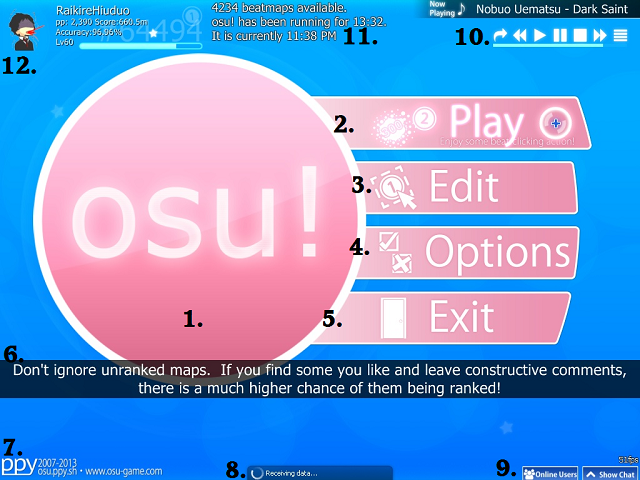 RaikireHiuduo
pp: 2,390 Score:660.5m
Accuracy:96.06%
Lv60
#64494
4234 beatmaps available.
osu! has been running for 13:32.
It is currently 11:38 PM
11.
Now
Playing
Nobuo Uematsu - Dark Saint
10.
12.
osu!
2.
2
Play
Enjoy some beat clicking action!
3.
1
Edit
4.
Options
1.
5.
Exit
6.
Don't ignore unranked maps. If you find some you like and leave constructive comments,
there is a much higher chance of them being ranked!
7.
ppy 2007-2013
osu.ppy.sh • www.osu-game.com
8.
Receiving data...
9.
51fps
Online Users
Show Chat